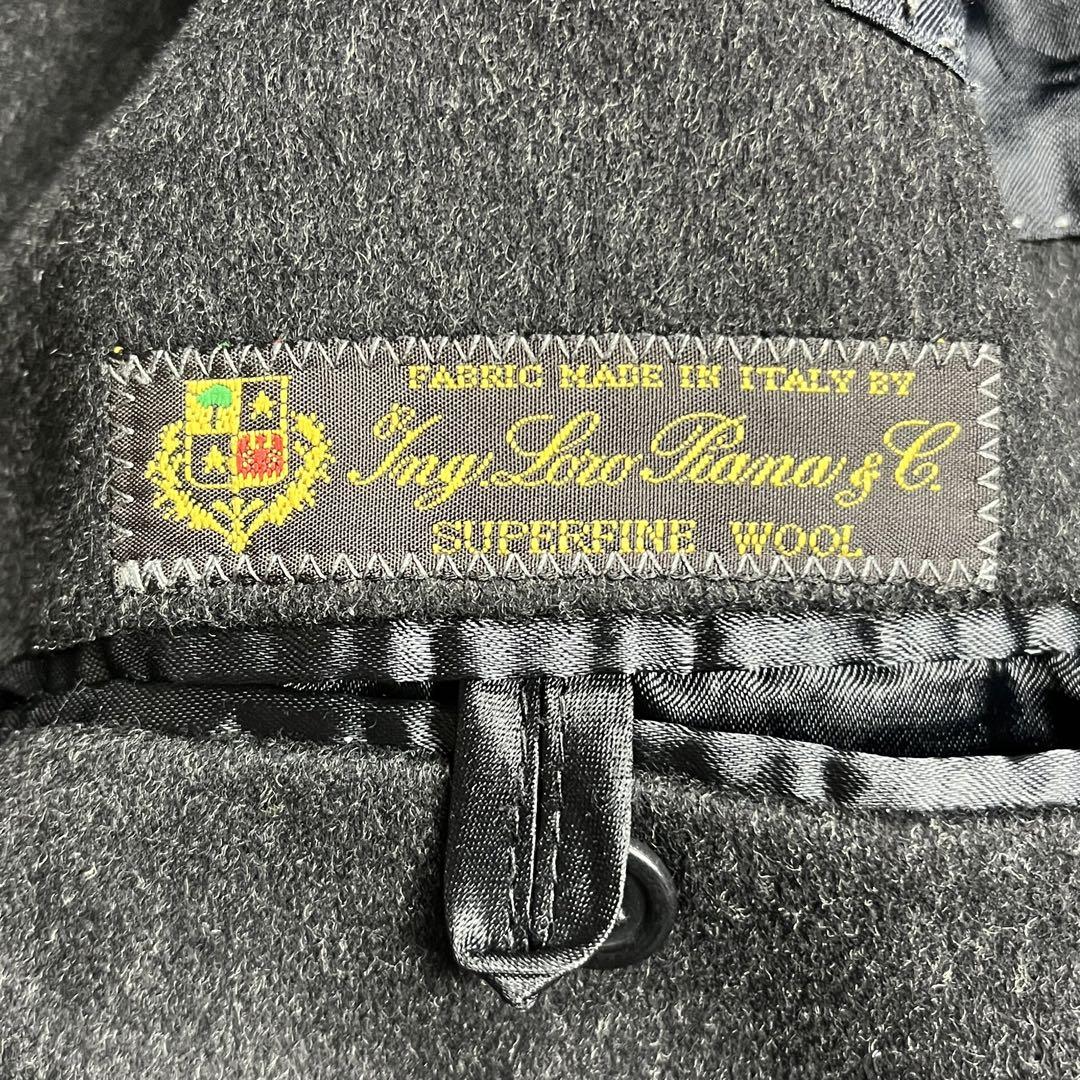 FABRIC MADE IN ITALY BY
Ing. Loro Piana & C.
SUPERFINE WOOL